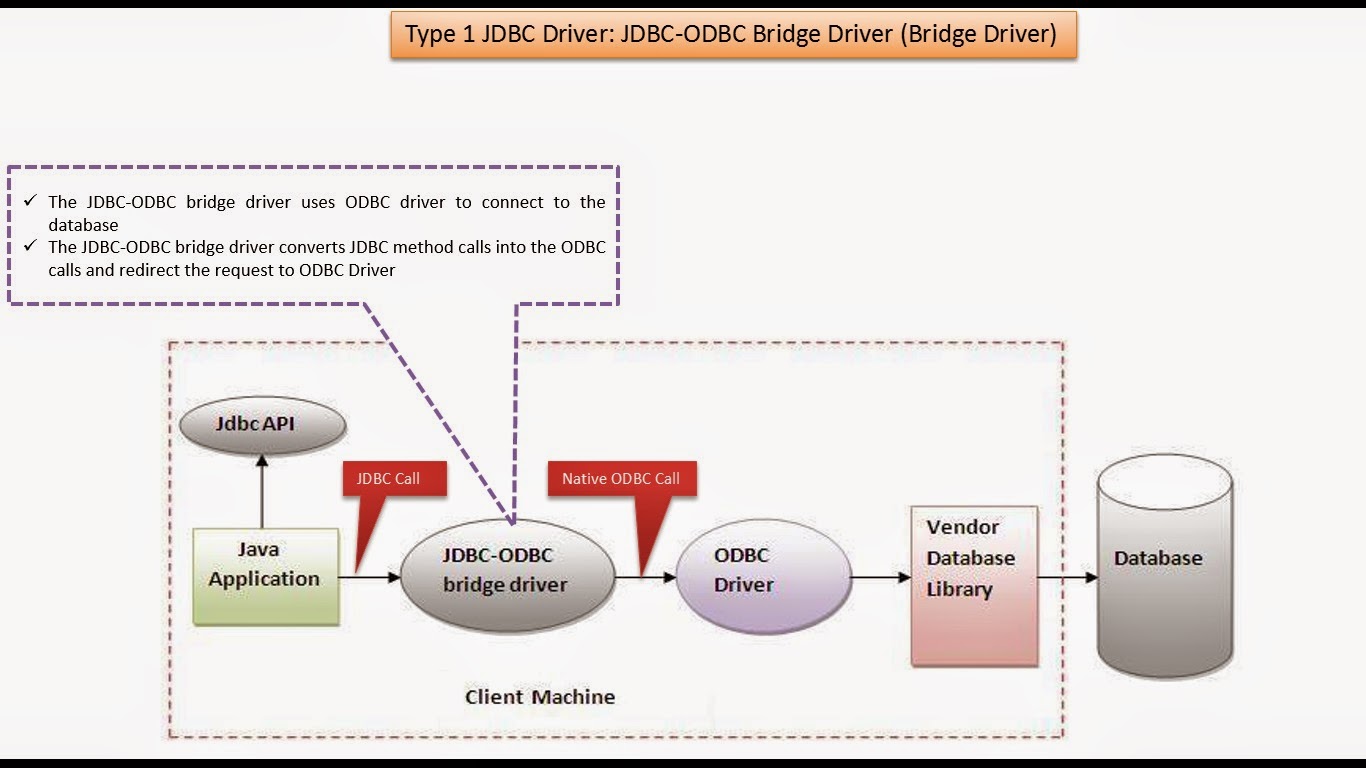 Type 1 JDBC Driver: JDBC-ODBC Bridge Driver (Bridge Driver)
✓ The JDBC-ODBC bridge driver uses ODBC driver to connect to the
database
✓ The JDBC-ODBC bridge driver converts JDBC method calls into the ODBC
calls and redirect the request to ODBC Driver
Jdbc API
JDBC Call
Native ODBC Call
Java
Application
JDBC-ODBC
bridge driver
ODBC
Driver
Vendor
Database
Library
Database
Client Machine